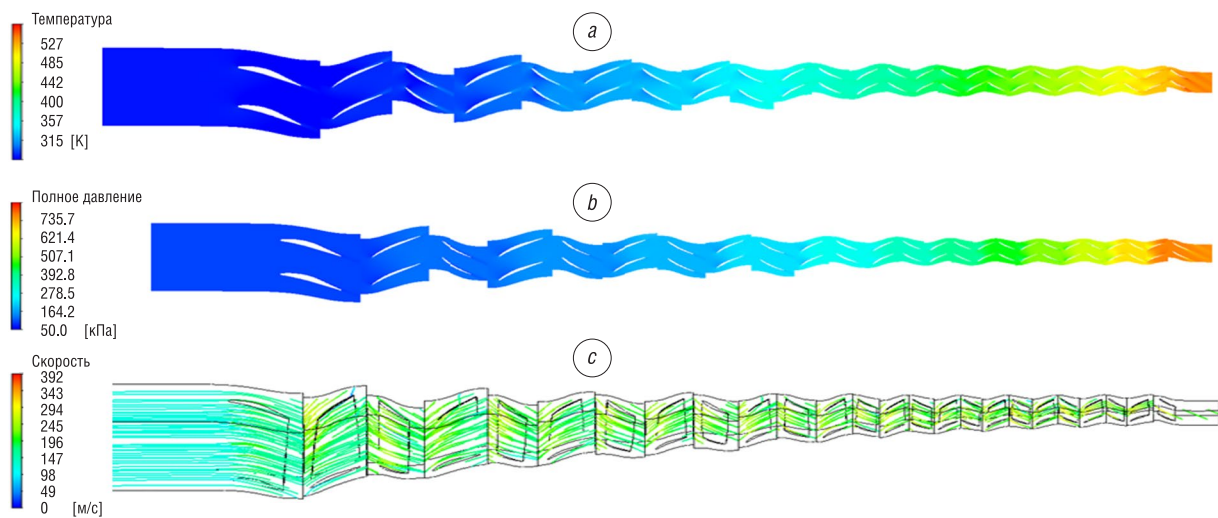 Температура
a
527
485
442
400
357
315 [К]
Полное давление
b
735.7
621.4
507.1
392.8
278.5
164.2
50.0 [кПа]
Скорость
c
392
343
294
245
196
147
98
49
0 [м/с]